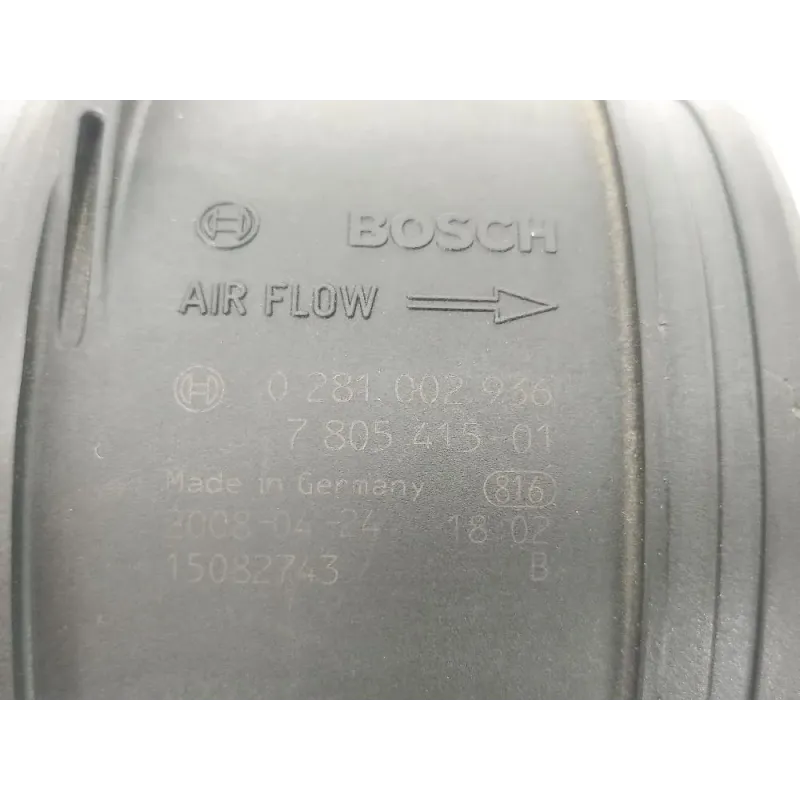 BOSCH
AIR FLOW
0 281 002 936
7 805 415-01
Made in Germany 816
2008-04-24 18 02
15082743 B